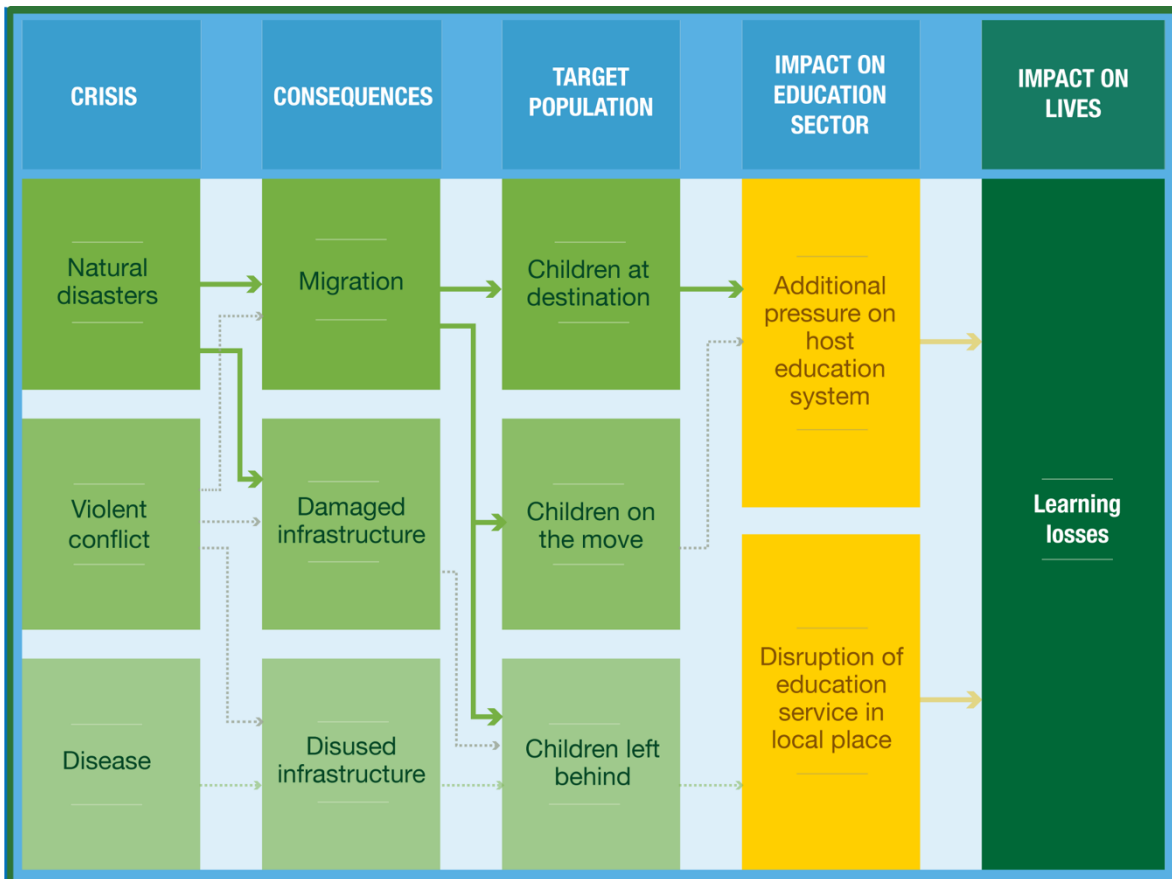 CRISIS
CONSEQUENCES
TARGET
POPULATION
IMPACT ON
EDUCATION
SECTOR
IMPACT ON
LIVES
Natural
disasters
Migration
Children at
destination
Additional
pressure on
host
education
system
Violent
conflict
Damaged
infrastructure
Children on
the move
Learning
losses
Disease
Disused
infrastructure
Children left
behind
Disruption of
education
service in
local place